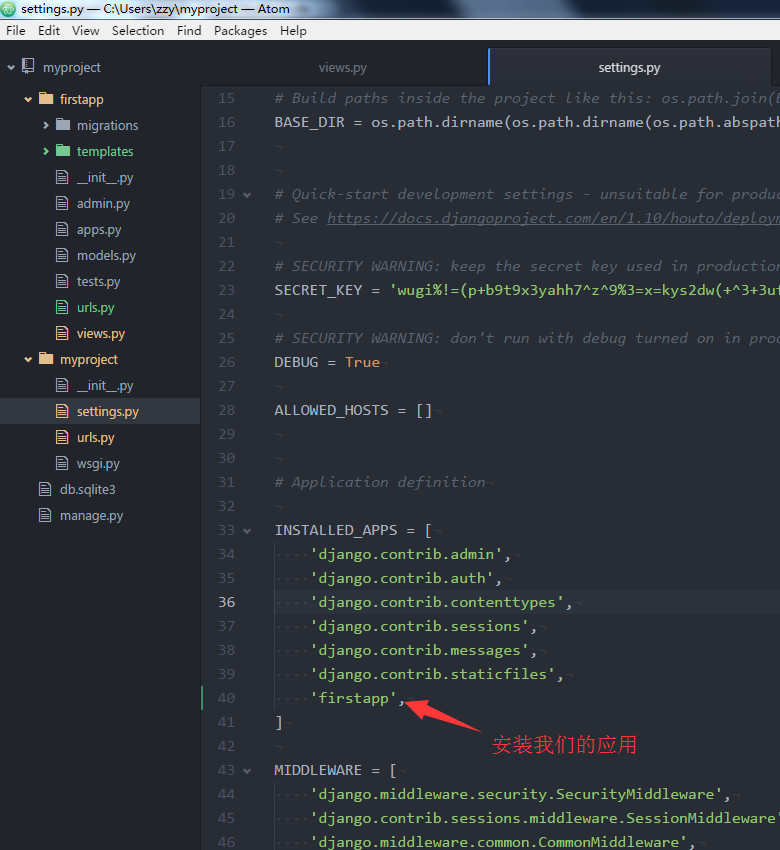 settings.py — C:\Users\zzy\myproject — Atom
File Edit View Selection Find Packages Help
myproject
firstapp
migrations
templates
__init__.py
admin.py
apps.py
models.py
tests.py
urls.py
views.py
myproject
__init__.py
settings.py
urls.py
wsgi.py
db.sqlite3
manage.py
views.py settings.py
15 # Build paths inside the project like this: os.path.join(
16 BASE_DIR = os.path.dirname(os.path.dirname(os.path.abspath
17
18
19 # Quick-start development settings - unsuitable for produc
20 # See https://docs.djangoproject.com/en/1.10/howto/deploym
21
22 # SECURITY WARNING: keep the secret key used in production
23 SECRET_KEY = 'wugi%!=(p+b9t9x3yahh7^z^9%3=x=kys2dw(+^3+3uf
24
25 # SECURITY WARNING: don't run with debug turned on in proc
26 DEBUG = True
27
28 ALLOWED_HOSTS = []
29
30
31 # Application definition
32
33 INSTALLED_APPS = [
34 'django.contrib.admin',
35 'django.contrib.auth',
36 'django.contrib.contenttypes',
37 'django.contrib.sessions',
38 'django.contrib.messages',
39 'django.contrib.staticfiles',
40 'firstapp',
41 ]
安装我们的应用
42
43 MIDDLEWARE = [
44 'django.middleware.security.SecurityMiddleware',
45 'django.contrib.sessions.middleware.SessionMiddleware'
46 'django.middleware.common.CommonMiddleware',